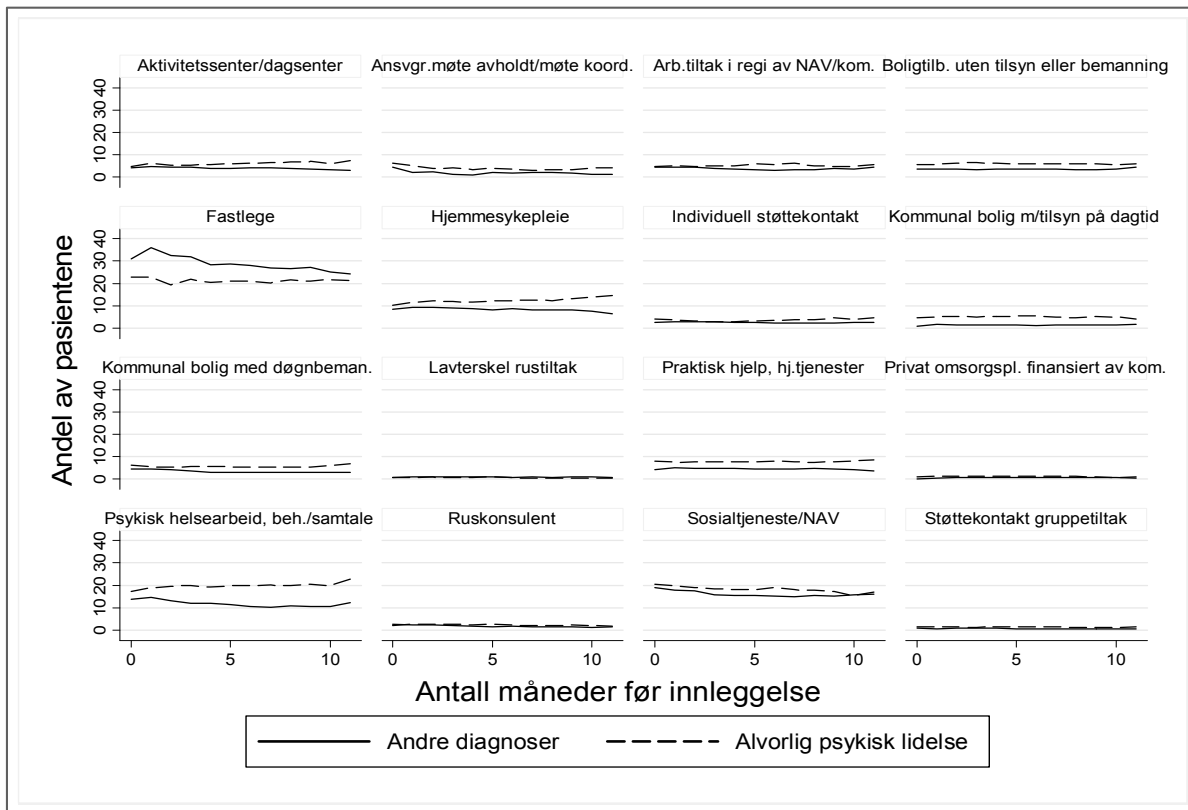 Aktivitetssenter/dagsenter
Ansvgr.møte avholdt/møte koord.
Arb.tiltak i regi av NAV/kom.
Boligtilb. uten tilsyn eller bemanning
0 10 20 30 40
Fastlege
Hjemmesykepleie
Individuell støttekontakt
Kommunal bolig m/tilsyn på dagtid
0 10 20 30 40
Kommunal bolig med døgnbeman.
Lavterskel rustiltak
Praktisk hjelp, hj.tjenester
Privat omsorgspl. finansiert av kom.
0 10 20 30 40
Psykisk helsearbeid, beh./samtale
Ruskonsulent
Sosialtjeneste/NAV
Støttekontakt gruppetiltak
0 10 20 30 40
0 5 10
0 5 10
0 5 10
0 5 10
Andel av pasientene
Antall måneder før innleggelse
Andre diagnoser
Alvorlig psykisk lidelse